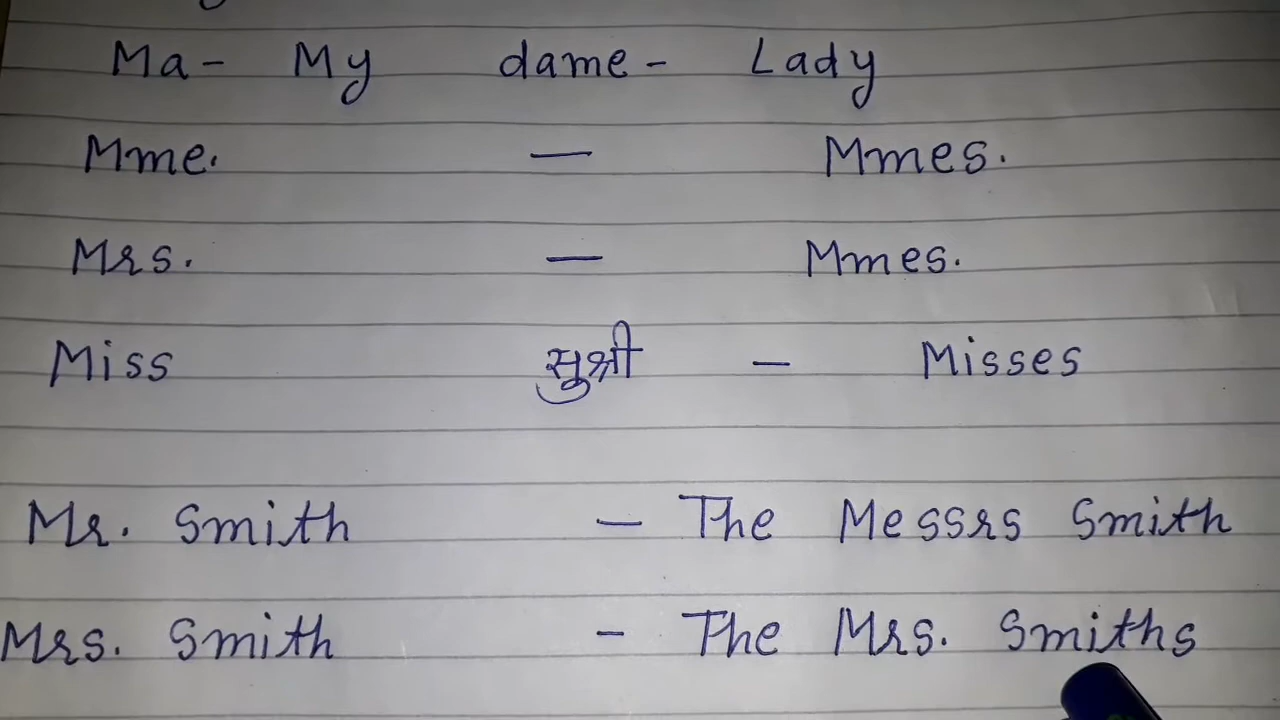 Ma - My dame - Lady
Mme. — Mmes.
Mrs. — Mmes.
Miss सुश्री - Misses
Mr. Smith - The Messrs Smith
Mrs. Smith - The Mrs. Smiths